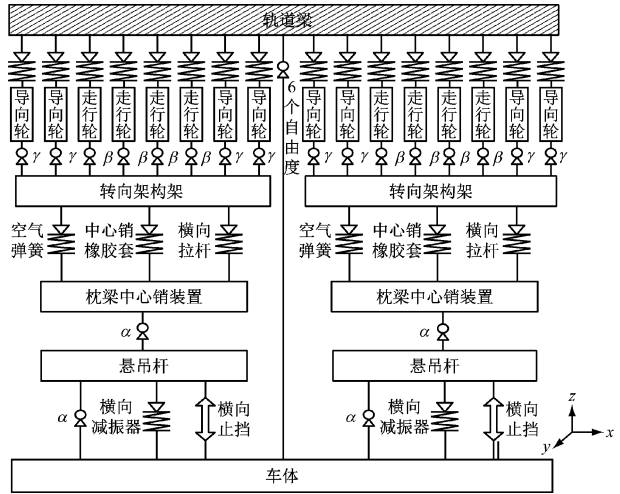 轨道梁
导向轮 导向轮 走行轮 走行轮 走行轮 走行轮 导向轮 导向轮
6个自由度
导向轮 导向轮 走行轮 走行轮 走行轮 走行轮 导向轮 导向轮
γ γ β β β β γ γ
γ γ β β β β γ γ
转向架构架
转向架构架
空气
弹簧
中心销
橡胶套
横向
拉杆
空气
弹簧
中心销
橡胶套
横向
拉杆
枕梁中心销装置
枕梁中心销装置
α
α
悬吊杆
悬吊杆
α
横向
减振器
横向
止挡
α
横向
减振器
横向
止挡
z
x
y
车体